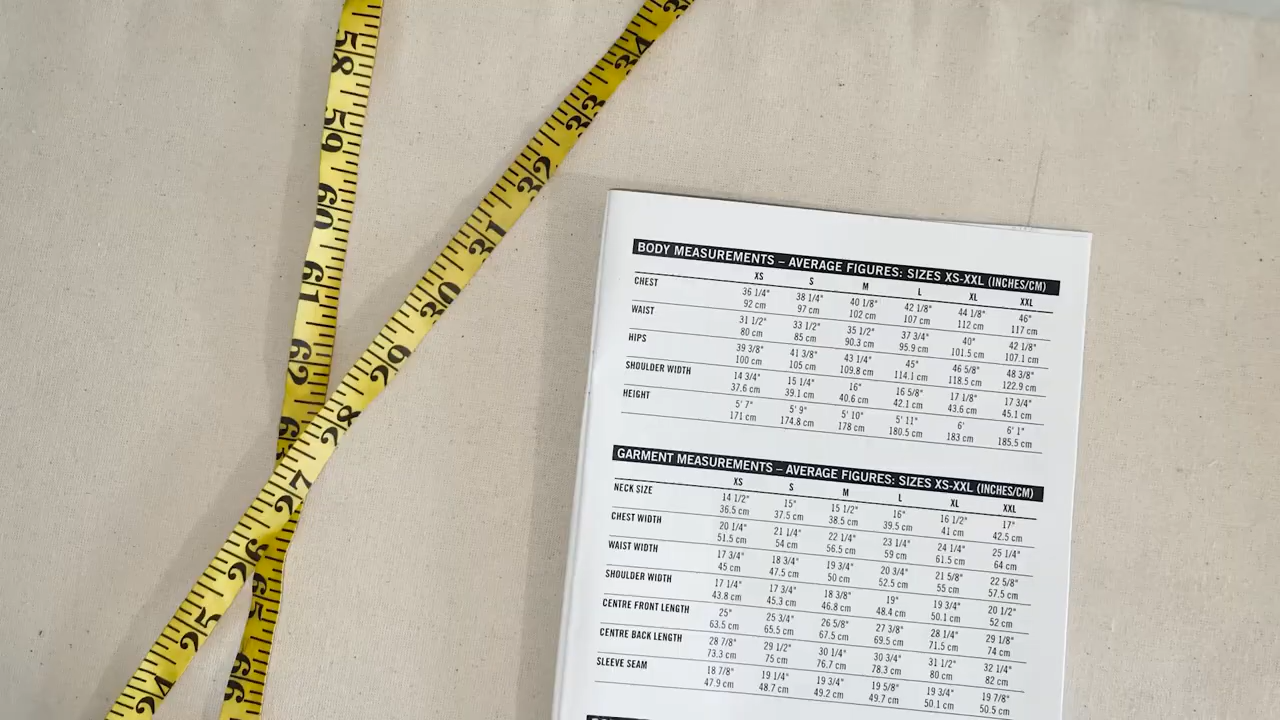 58
59
60
61
62
63
65
66
34
33
32
31
30
29
28
27
26
25
24
BODY MEASUREMENTS – AVERAGE FIGURES: SIZES XS-XXL (INCHES/CM)
XS S M L XL XXL
CHEST 36 1/4" 38 1/4" 40 1/8" 42 1/8" 44 1/8" 46"
92 cm 97 cm 102 cm 107 cm 112 cm 117 cm
WAIST 31 1/2" 33 1/2" 35 1/2" 37 3/4" 40" 42 1/8"
80 cm 85 cm 90.3 cm 95.9 cm 101.5 cm 107.1 cm
HIPS 39 3/8" 41 3/8" 43 1/4" 45" 46 5/8" 48 3/8"
100 cm 105 cm 109.8 cm 114.1 cm 118.5 cm 122.9 cm
SHOULDER WIDTH 14 3/4" 15 1/4" 16" 16 5/8" 17 1/8" 17 3/4"
37.6 cm 39.1 cm 40.6 cm 42.1 cm 43.6 cm 45.1 cm
HEIGHT 5' 7" 5' 9" 5' 10" 5' 11" 6' 6' 1"
171 cm 174.8 cm 178 cm 180.5 cm 183 cm 185.5 cm
GARMENT MEASUREMENTS – AVERAGE FIGURES: SIZES XS-XXL (INCHES/CM)
XS S M L XL XXL
NECK SIZE 14 1/2" 15" 15 1/2" 16" 16 1/2" 17"
36.5 cm 37.5 cm 38.5 cm 39.5 cm 41 cm 42.5 cm
CHEST WIDTH 20 1/4" 21 1/4" 22 1/4" 23 1/4" 24 1/4" 25 1/4"
51.5 cm 54 cm 56.5 cm 59 cm 61.5 cm 64 cm
WAIST WIDTH 17 3/4" 18 3/4" 19 3/4" 20 3/4" 21 5/8" 22 5/8"
45 cm 47.5 cm 50 cm 52.5 cm 55 cm 57.5 cm
SHOULDER WIDTH 17 1/4" 17 3/4" 18 3/8" 19" 19 3/4" 20 1/2"
43.8 cm 45.3 cm 46.8 cm 48.4 cm 50.1 cm 52 cm
CENTRE FRONT LENGTH 25" 25 3/4" 26 5/8" 27 3/8" 28 1/4" 29 1/8"
63.5 cm 65.5 cm 67.5 cm 69.5 cm 71.5 cm 74 cm
CENTRE BACK LENGTH 28 7/8" 29 1/2" 30 1/4" 30 3/4" 31 1/2" 32 1/4"
73.3 cm 75 cm 76.7 cm 78.3 cm 80 cm 82 cm
SLEEVE SEAM 18 7/8" 19 1/4" 19 3/4" 19 5/8" 19 3/4" 19 7/8"
47.9 cm 48.7 cm 49.2 cm 49.7 cm 50.1 cm 50.5 cm